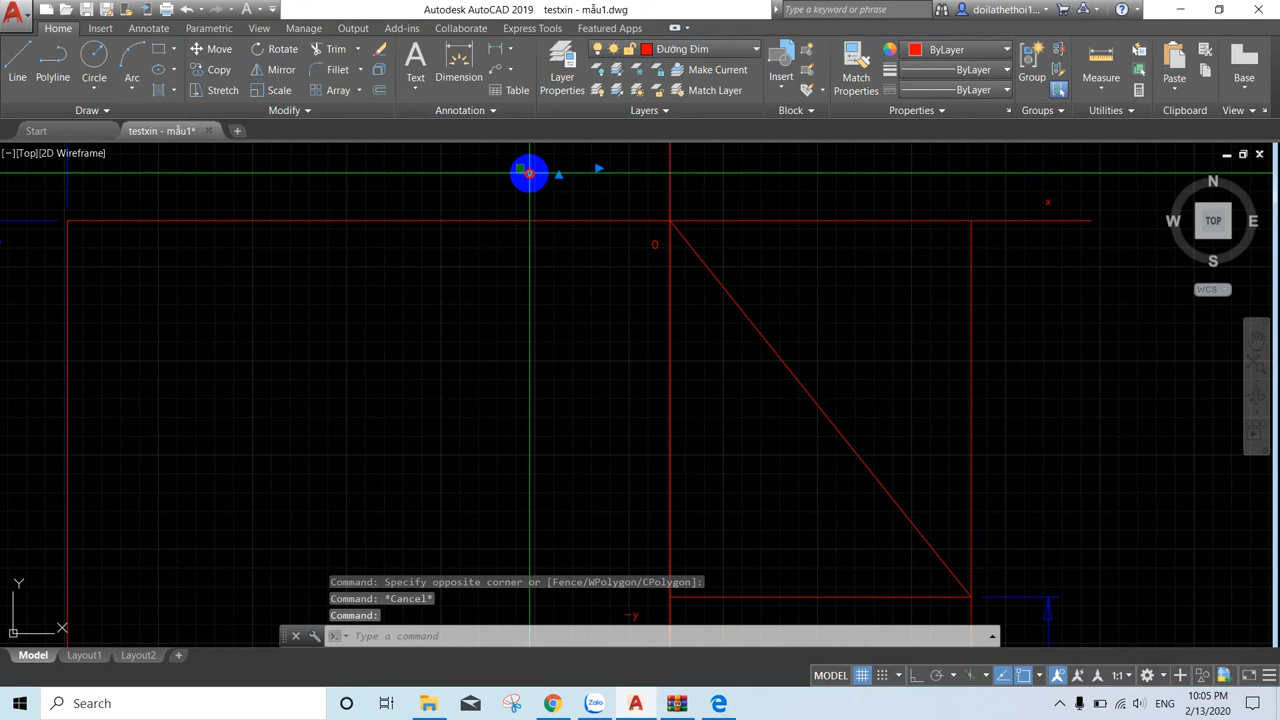 Autodesk AutoCAD 2019 testxin - mẫu1.dwg
Type a keyword or phrase
doilathethoi1...
Home Insert Annotate Parametric View Manage Output Add-ins Collaborate Express Tools Featured Apps
Line Polyline Circle Arc
Move Rotate Trim
Copy Mirror Fillet
Stretch Scale Array
Text Dimension Table
Layer Properties
Đường Đim
Make Current
Match Layer
Insert
Match Properties
ByLayer
ByLayer
ByLayer
Group
Measure
Paste
Base
Draw Modify Annotation Layers Block Properties Groups Utilities Clipboard View
Start testxin - mẫu1*
[−][Top][2D Wireframe]
N
W TOP E
S
WCS
x
0
−y
Y
X
Command: Specify opposite corner or [Fence/WPolygon/CPolygon]:
Command: *Cancel*
Command:
Type a command
Model Layout1 Layout2
MODEL 1:1
Search
Zalo
ENG
10:05 PM
2/13/2020